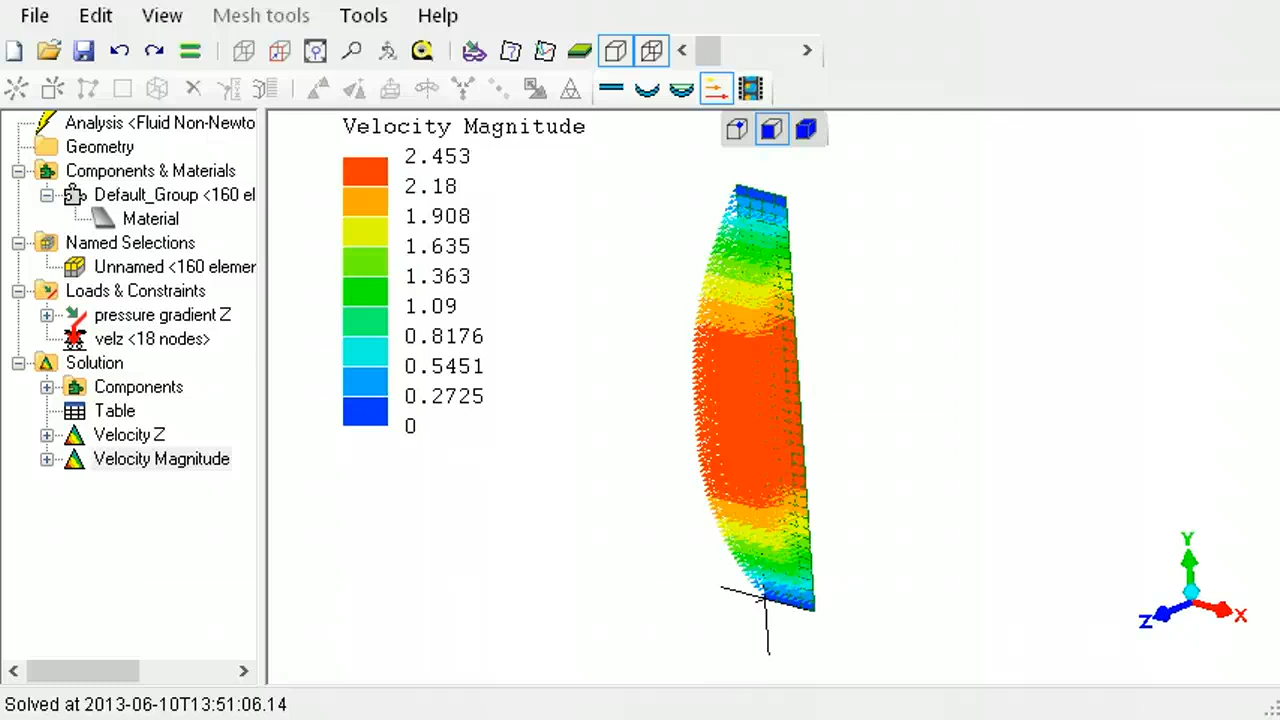 File Edit View Mesh tools Tools Help
Analysis <Fluid Non-Newto
Geometry
Components & Materials
Default_Group <160 el
Material
Named Selections
Unnamed <160 elemer
Loads & Constraints
pressure gradient Z
velz <18 nodes>
Solution
Components
Table
Velocity Z
Velocity Magnitude
Velocity Magnitude
2.453
2.18
1.908
1.635
1.363
1.09
0.8176
0.5451
0.2725
0
Y
Z X
Solved at 2013-06-10T13:51:06.14